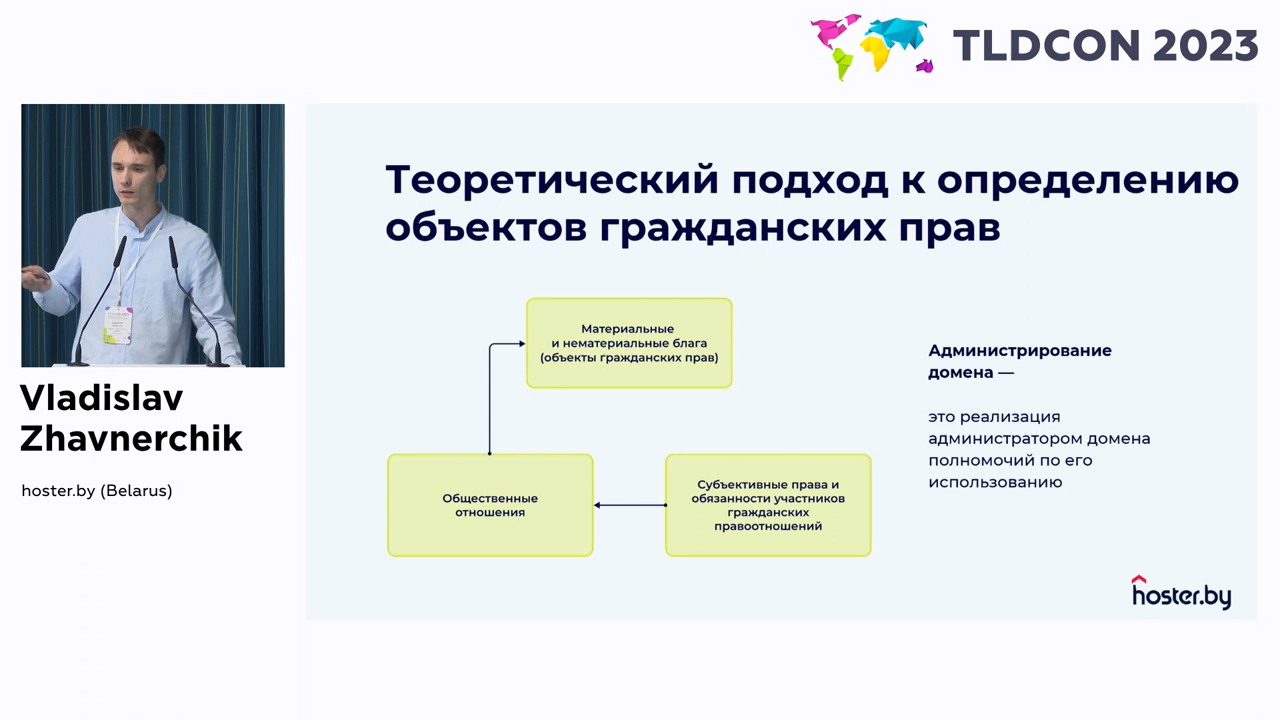 TLDCON 2023
Vladislav
Zhavnerchik
hoster.by (Belarus)
Теоретический подход к определению
объектов гражданских прав
Материальные
и нематериальные блага
(объекты гражданских прав)
Общественные
отношения
Субъективные права и
обязанности участников
гражданских
правоотношений
Администрирование
домена —
это реализация
администратором домена
полномочий по его
использованию
hoster.by